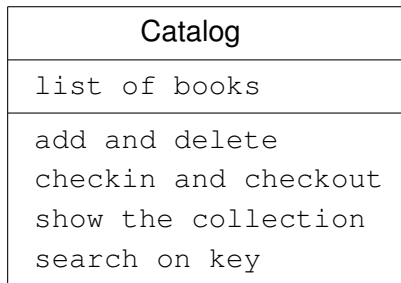 Catalog
list of books
add and delete
checkin and checkout
show the collection
search on key